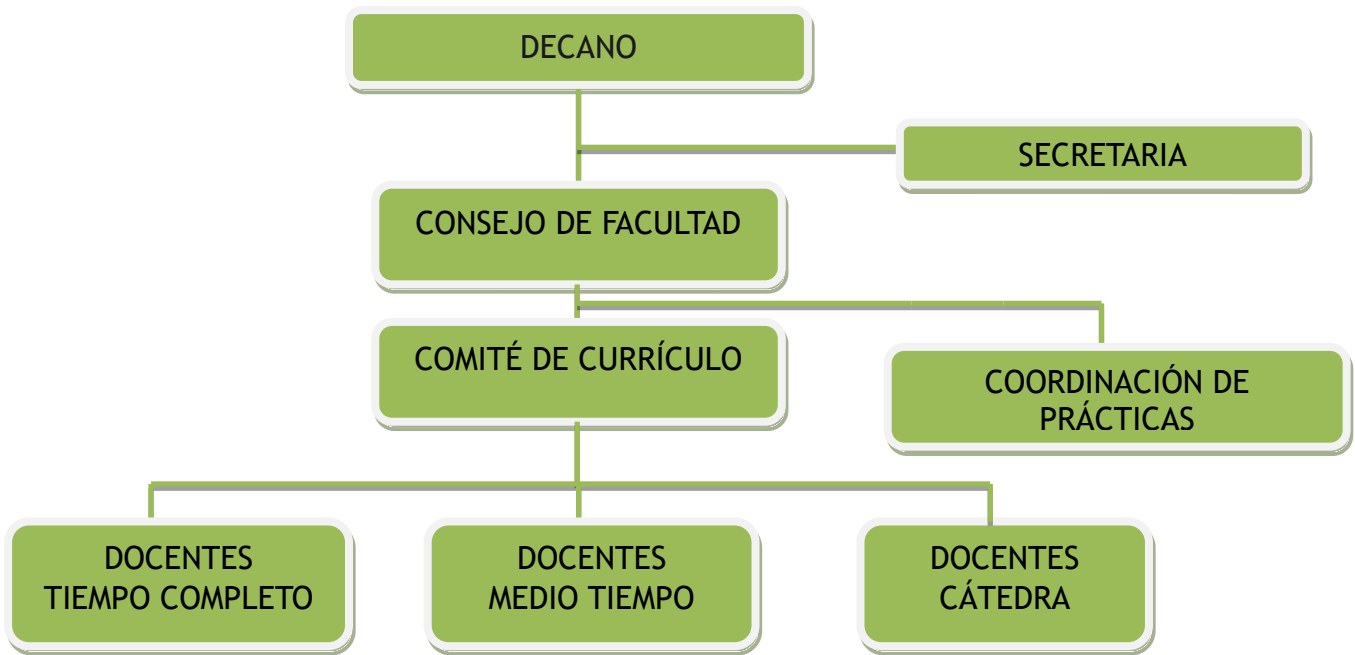 DECANO
SECRETARIA
CONSEJO DE FACULTAD
COMITÉ DE CURRÍCULO
COORDINACIÓN DE
PRÁCTICAS
DOCENTES
TIEMPO COMPLETO
DOCENTES
MEDIO TIEMPO
DOCENTES
CÁTEDRA